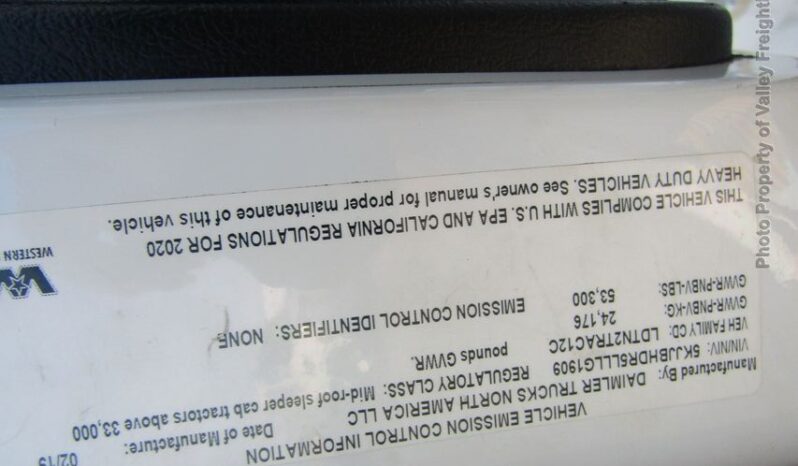 VEHICLE EMISSION CONTROL INFORMATION
Manufactured By: DAIMLER TRUCKS NORTH AMERICA LLC Date of Manufacture: 02/19
VIN/NIV: 5KJJBHDR5LLLG1909 REGULATORY CLASS: Mid-roof sleeper cab tractors above 33,000
pounds GVWR.
VEH FAMILY CD: LDTN2TRAC12C
GVWR-PNBV-KG: 24,176 EMISSION CONTROL IDENTIFIERS: NONE
GVWR-PNBV-LBS: 53,300
THIS VEHICLE COMPLIES WITH U.S. EPA AND CALIFORNIA REGULATIONS FOR 2020
HEAVY DUTY VEHICLES. See owner's manual for proper maintenance of this vehicle.
WESTERN
Photo Property of Valley Freight